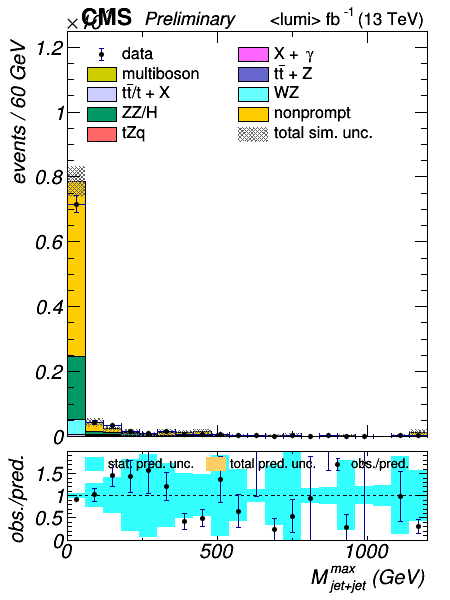 ×10 CMS Preliminary <lumi> fb⁻¹ (13 TeV)
events / 60 GeV
1.2
1
0.8
0.6
0.4
0.2
0
data
multiboson
tt̄/t + X
ZZ/H
tZq
X + γ
tt̄ + Z
WZ
nonprompt
total sim. unc.
obs./pred.
1.5
1
0.5
0
stat. pred. unc. total pred. unc. obs./pred.
0 500 1000
M^max_jet+jet (GeV)